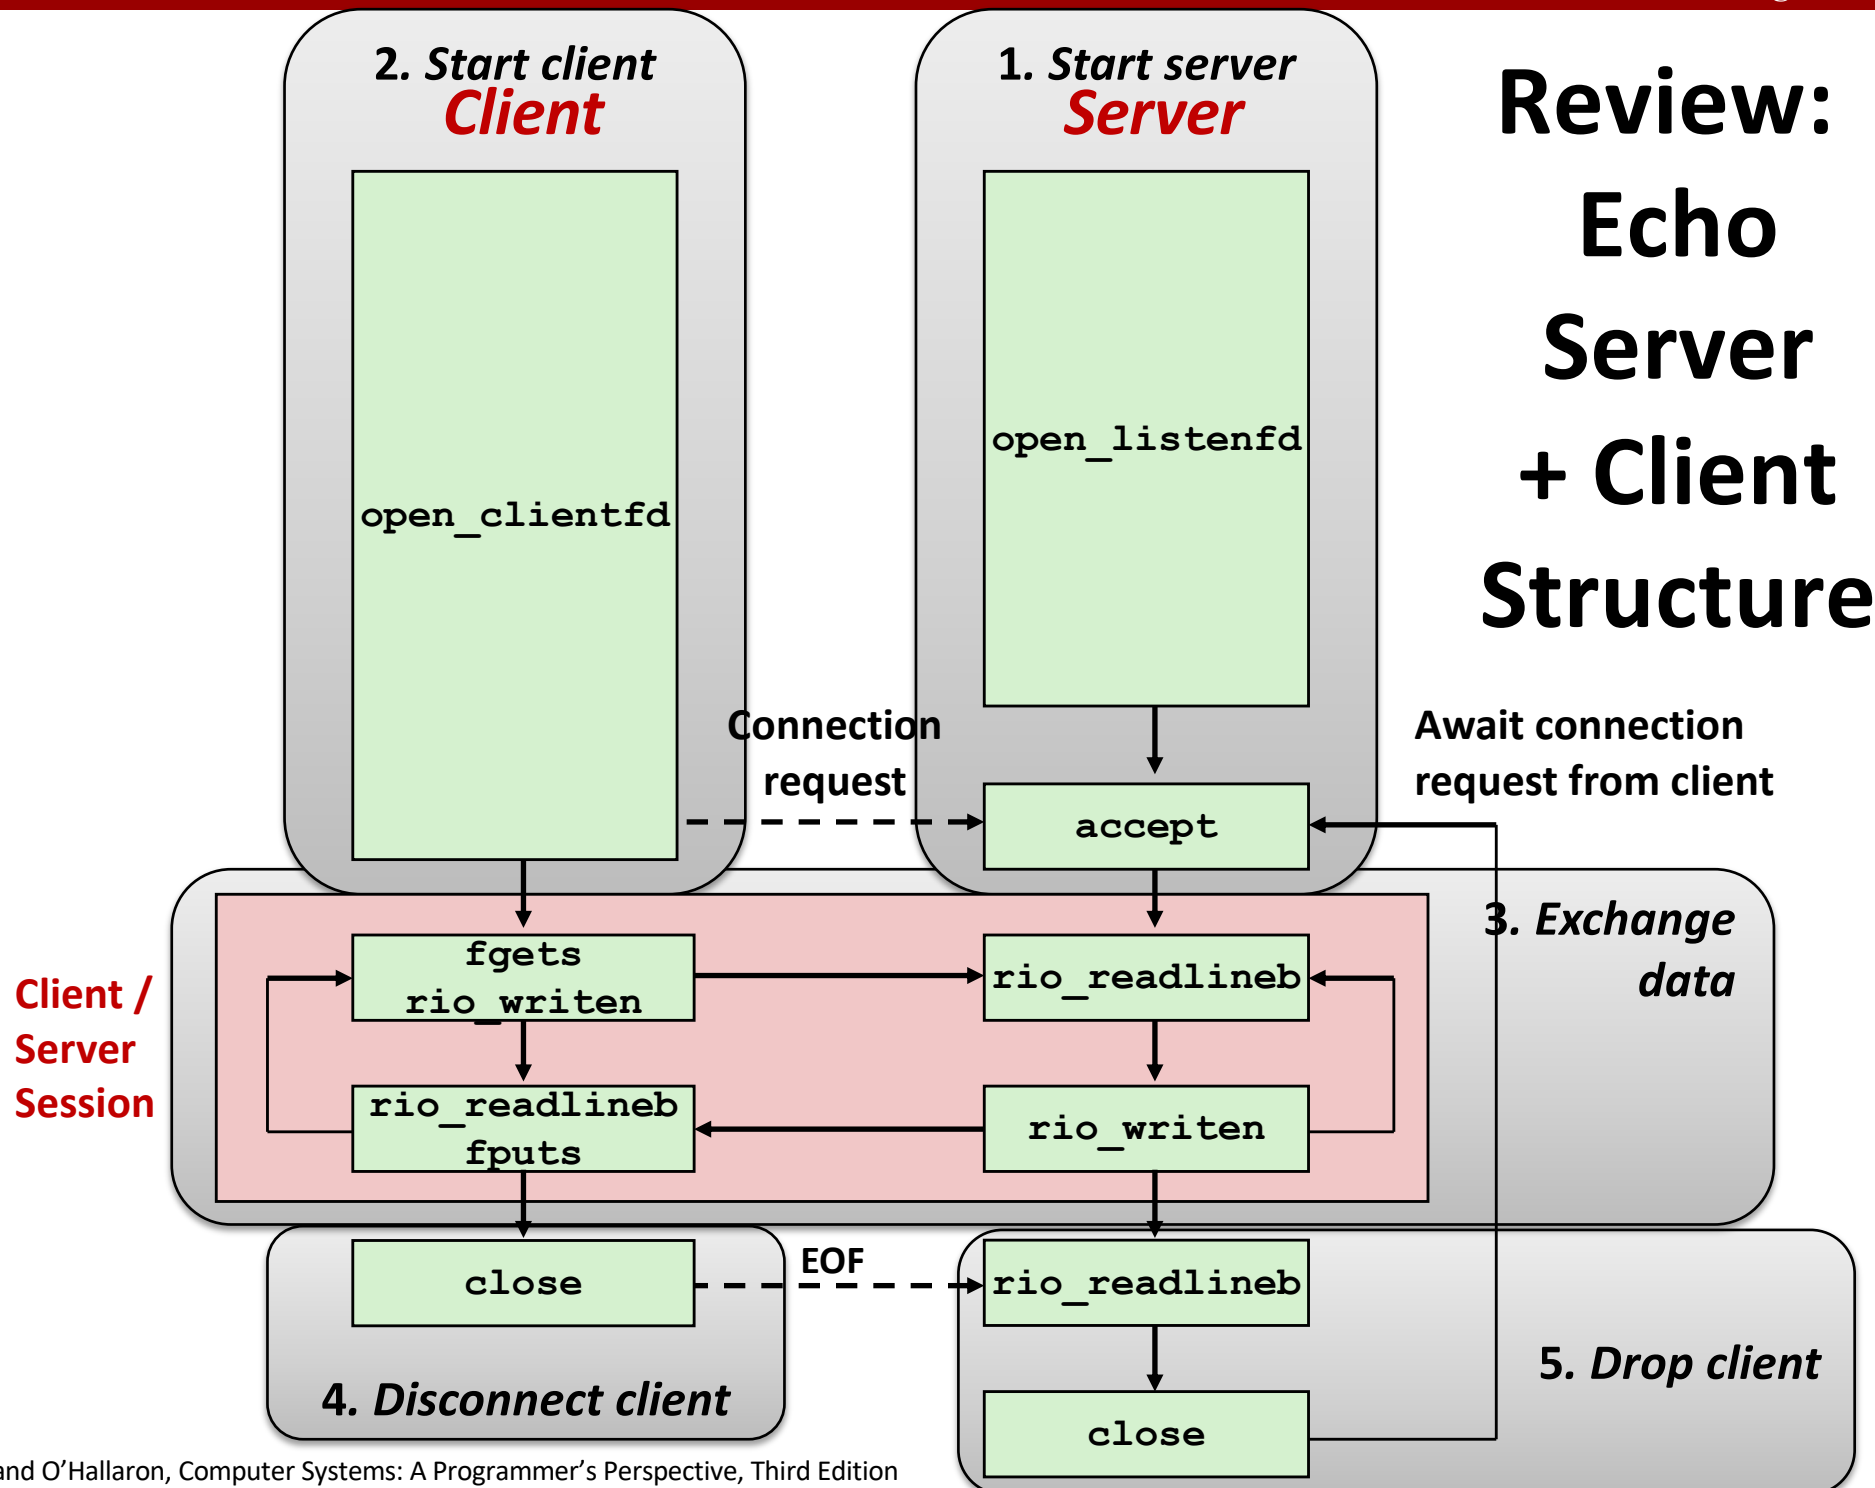 2. Start client
Client
1. Start server
Server
Review:
Echo
Server
+ Client
Structure
open_clientfd
open_listenfd
Connection
request
Await connection
request from client
accept
3. Exchange
data
Client /
Server
Session
fgets
rio_writen
rio_readlineb
rio_readlineb
fputs
rio_writen
close
EOF
rio_readlineb
4. Disconnect client
5. Drop client
close
and O'Hallaron, Computer Systems: A Programmer's Perspective, Third Edition